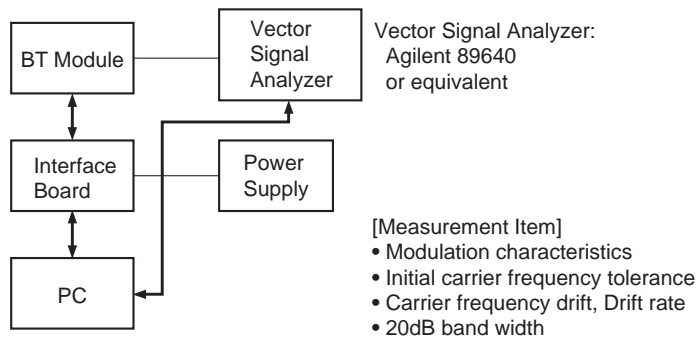 BT Module
Vector
Signal
Analyzer
Vector Signal Analyzer:
Agilent 89640
or equivalent
Interface
Board
Power
Supply
PC
[Measurement Item]
• Modulation characteristics
• Initial carrier frequency tolerance
• Carrier frequency drift, Drift rate
• 20dB band width